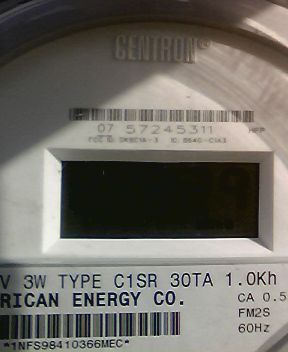 CENTRON®
07 57245311
V 3W TYPE C1SR 30TA 1.0Kh
RICAN ENERGY CO.
CA 0.5
FM2S
60Hz
*1NFS98410366MEC*